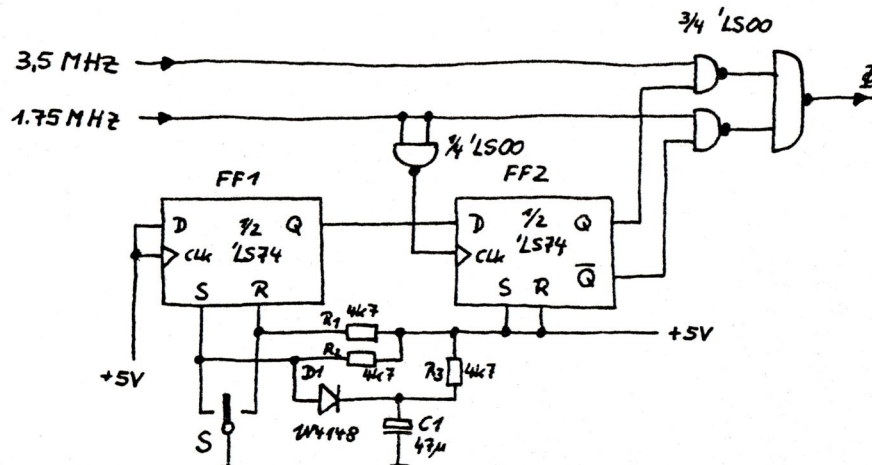 3/4 'LS00
3,5 MHZ
Φ
1.75 MHZ
1/4 'LS00
FF1
FF2
D 1/2 Q
'LS74
CLK
S R
D 1/2 Q
'LS74
CLK
Q̅
S R
R1 4k7
+5V
R2 4k7
R3 4k7
+5V
D1
1N4148
C1
47µ
S